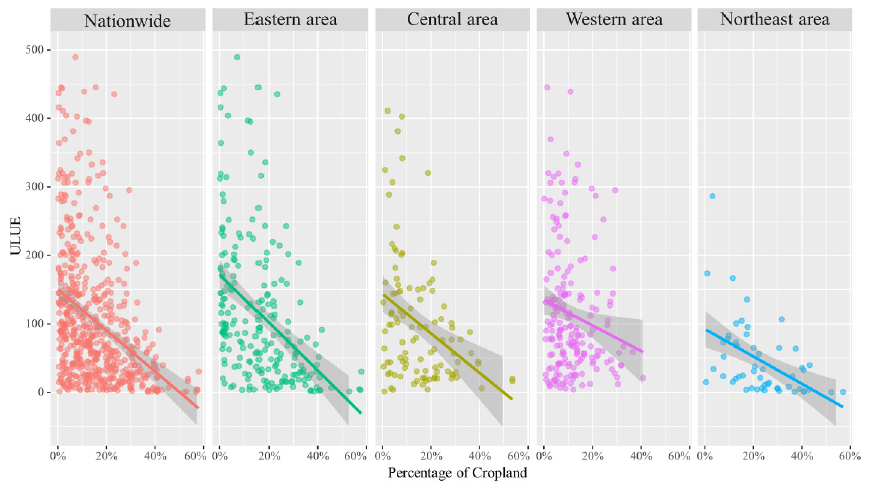 Nationwide Eastern area Central area Western area Northeast area
500
400
300
200
100
0
ULUE
0% 20% 40% 60% 0% 20% 40% 60% 0% 20% 40% 60% 0% 20% 40% 60% 0% 20% 40% 60%
Percentage of Cropland